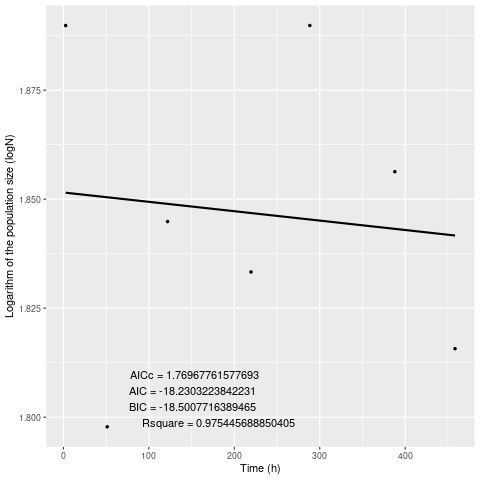 1.875
1.850
1.825
1.800
Logarithm of the population size (logN)
AICc = 1.76967761577693
AIC = -18.2303223842231
BIC = -18.5007716389465
Rsquare = 0.975445688850405
0 100 200 300 400
Time (h)